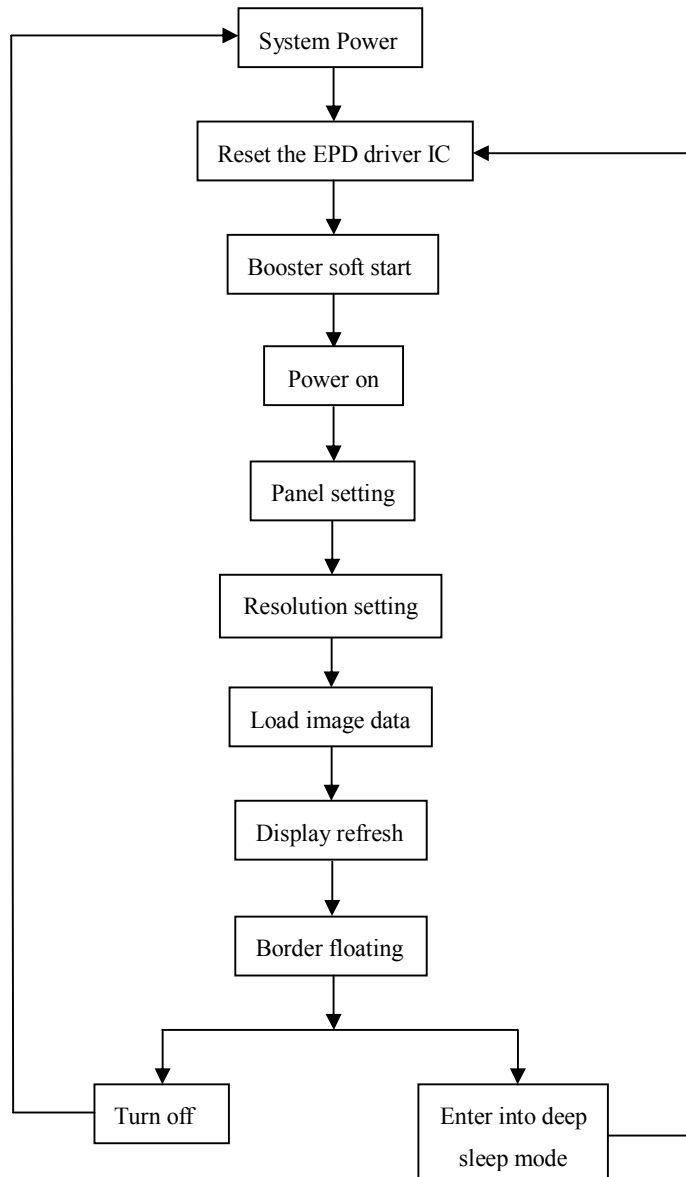 System Power
Reset the EPD driver IC
Booster soft start
Power on
Panel setting
Resolution setting
Load image data
Display refresh
Border floating
Turn off
Enter into deep
sleep mode